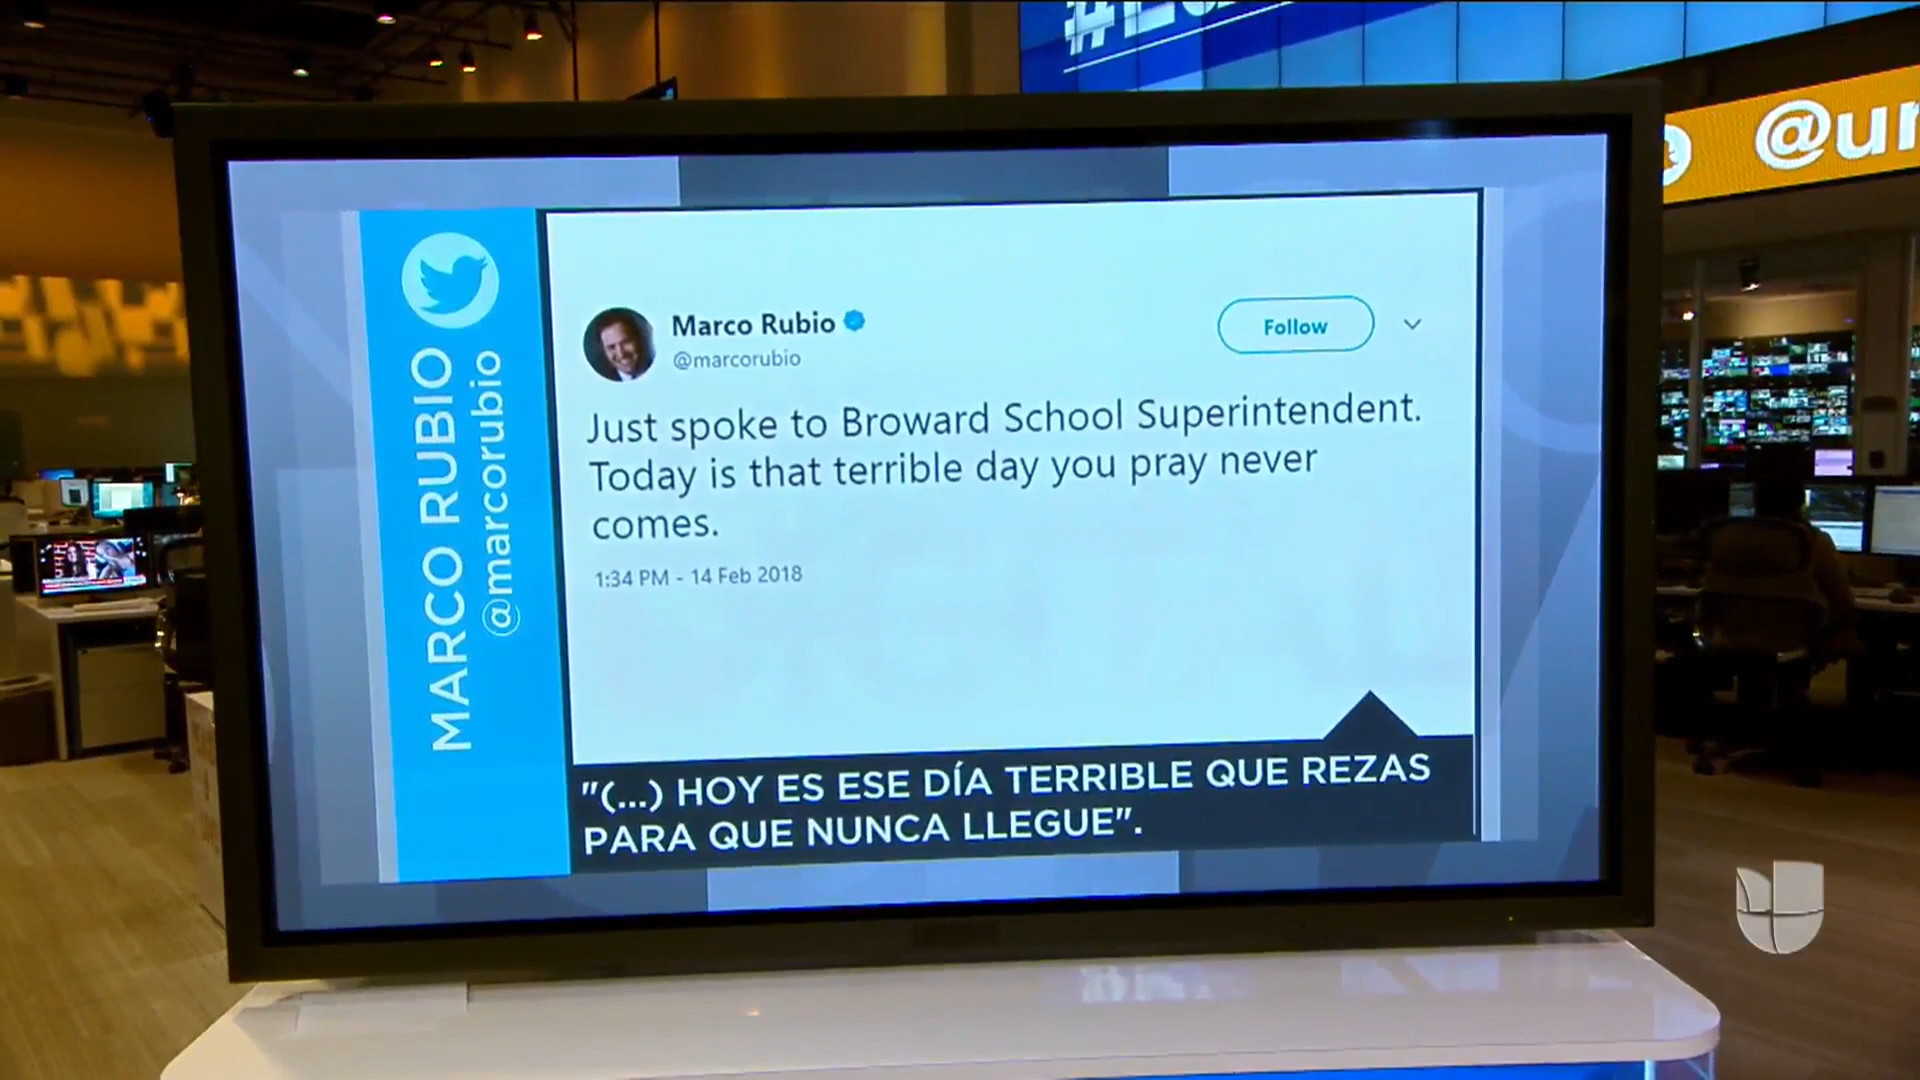 MARCO RUBIO
@marcorubio
Marco Rubio
@marcorubio
Follow
Just spoke to Broward School Superintendent.
Today is that terrible day you pray never
comes.
1:34 PM - 14 Feb 2018
"(...) HOY ES ESE DÍA TERRIBLE QUE REZAS
PARA QUE NUNCA LLEGUE".